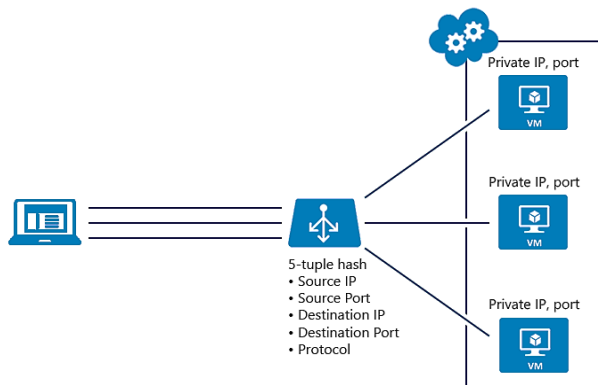 Private IP, port
VM
Private IP, port
VM
5-tuple hash
• Source IP
• Source Port
• Destination IP
• Destination Port
• Protocol
Private IP, port
VM